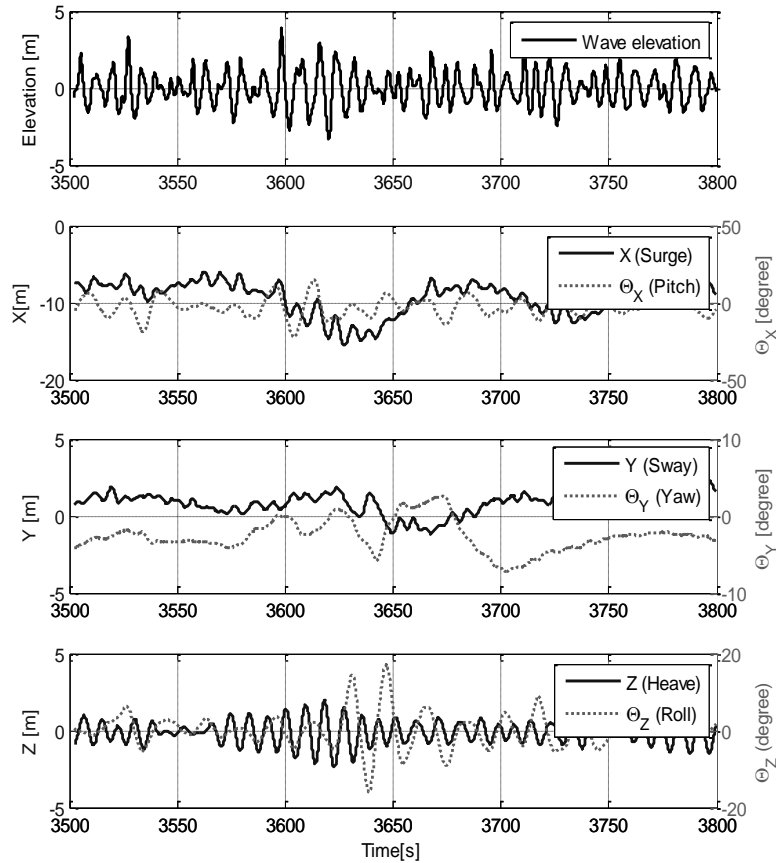 5
0
-5
Elevation [m]
Wave elevation
3500 3550 3600 3650 3700 3750 3800
0
-10
-20
X[m]
X (Surge)
Θ_X (Pitch)
50
0
-50
Θ_X [degree]
3500 3550 3600 3650 3700 3750 3800
5
0
-5
Y [m]
Y (Sway)
Θ_Y (Yaw)
10
0
-10
Θ_Y [degree]
3500 3550 3600 3650 3700 3750 3800
5
0
-5
Z [m]
Z (Heave)
Θ_Z (Roll)
20
0
-20
Θ_Z (degree)
3500 3550 3600 3650 3700 3750 3800
Time[s]